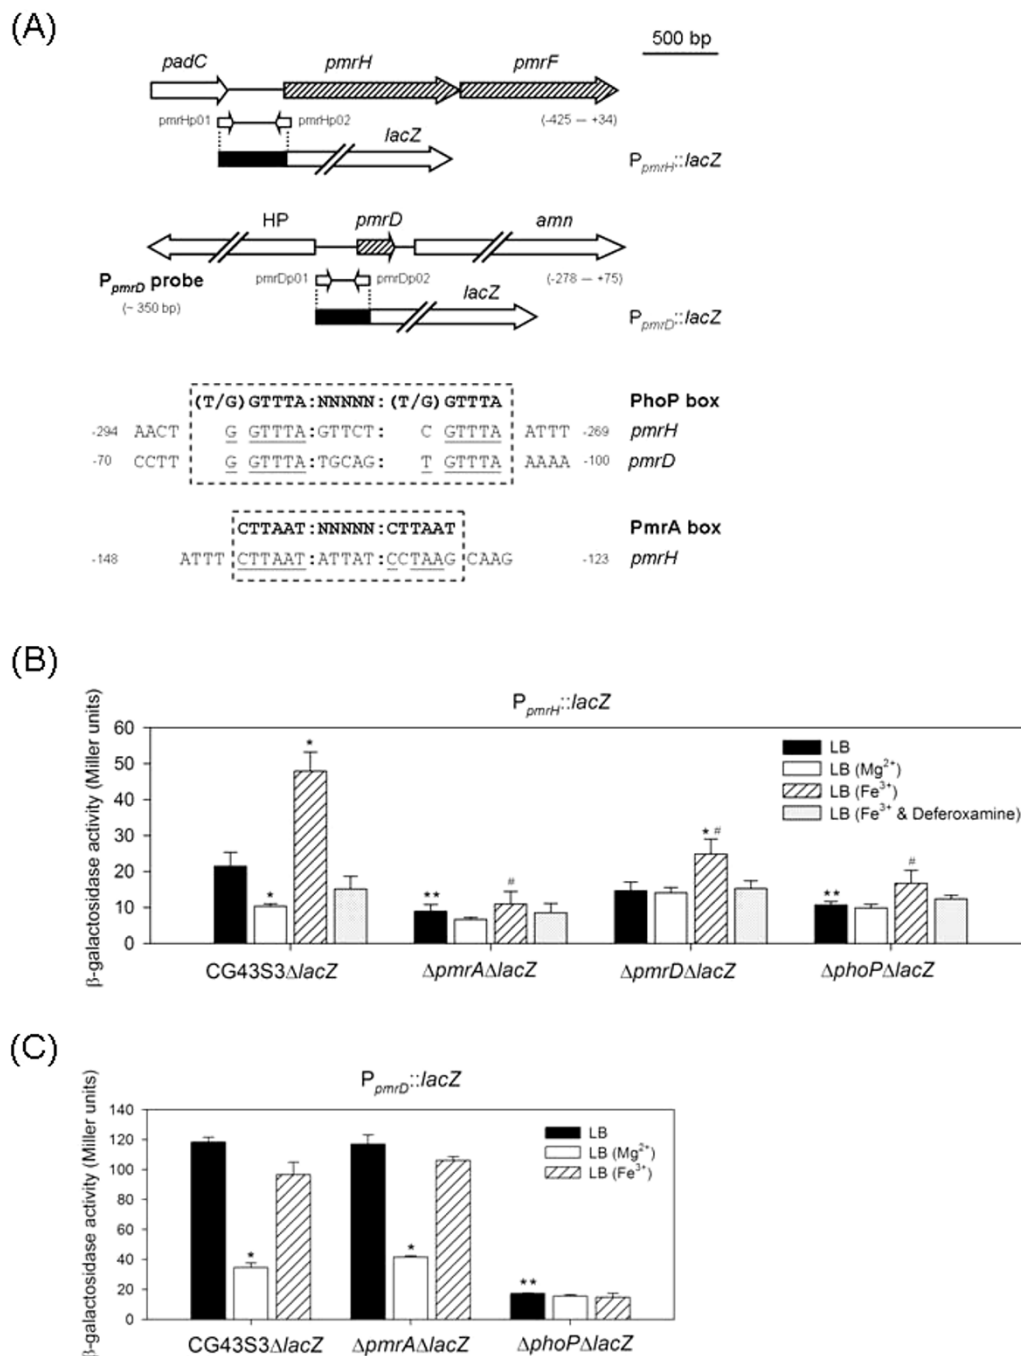 (A)
500 bp
padC pmrH pmrF
pmrHp01 pmrHp02 (-425 — +34)
lacZ
PpmrH::lacZ
HP pmrD amn
PpmrD probe pmrDp01 pmrDp02 (-278 — +75)
(~ 350 bp) lacZ
PpmrD::lacZ
(T/G)GTTTA:NNNNN:(T/G)GTTTA PhoP box
-294 AACT G GTTTA:GTTCT: C GTTTA ATTT -269 pmrH
-70 CCTT G GTTTA:TGCAG: T GTTTA AAAA -100 pmrD
CTTAAT:NNNNN:CTTAAT PmrA box
-148 ATTT CTTAAT:ATTAT:CCTAAG CAAG -123 pmrH
(B)
PpmrH::lacZ
β-galactosidase activity (Miller units)
60
50
40
30
20
10
0
LB
LB (Mg2+)
LB (Fe3+)
LB (Fe3+ & Deferoxamine)
* * ** # * # ** #
CG43S3ΔlacZ ΔpmrAΔlacZ ΔpmrDΔlacZ ΔphoPΔlacZ
(C)
PpmrD::lacZ
β-galactosidase activity (Miller units)
140
120
100
80
60
40
20
0
LB
LB (Mg2+)
LB (Fe3+)
* * **
CG43S3ΔlacZ ΔpmrAΔlacZ ΔphoPΔlacZ